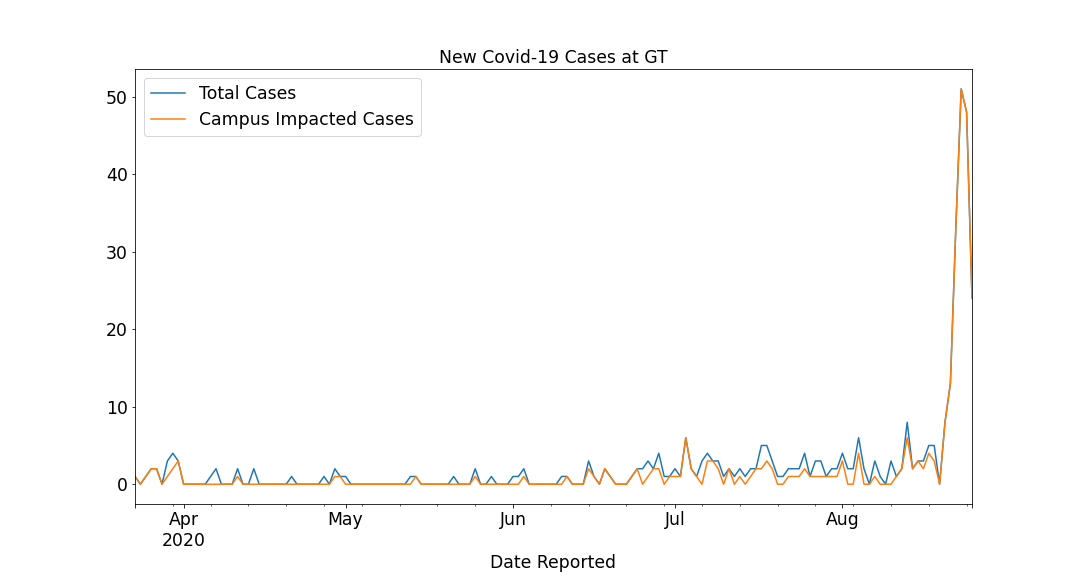 New Covid-19 Cases at GT
Total Cases
Campus Impacted Cases
50
40
30
20
10
0
Apr May Jun Jul Aug
2020
Date Reported